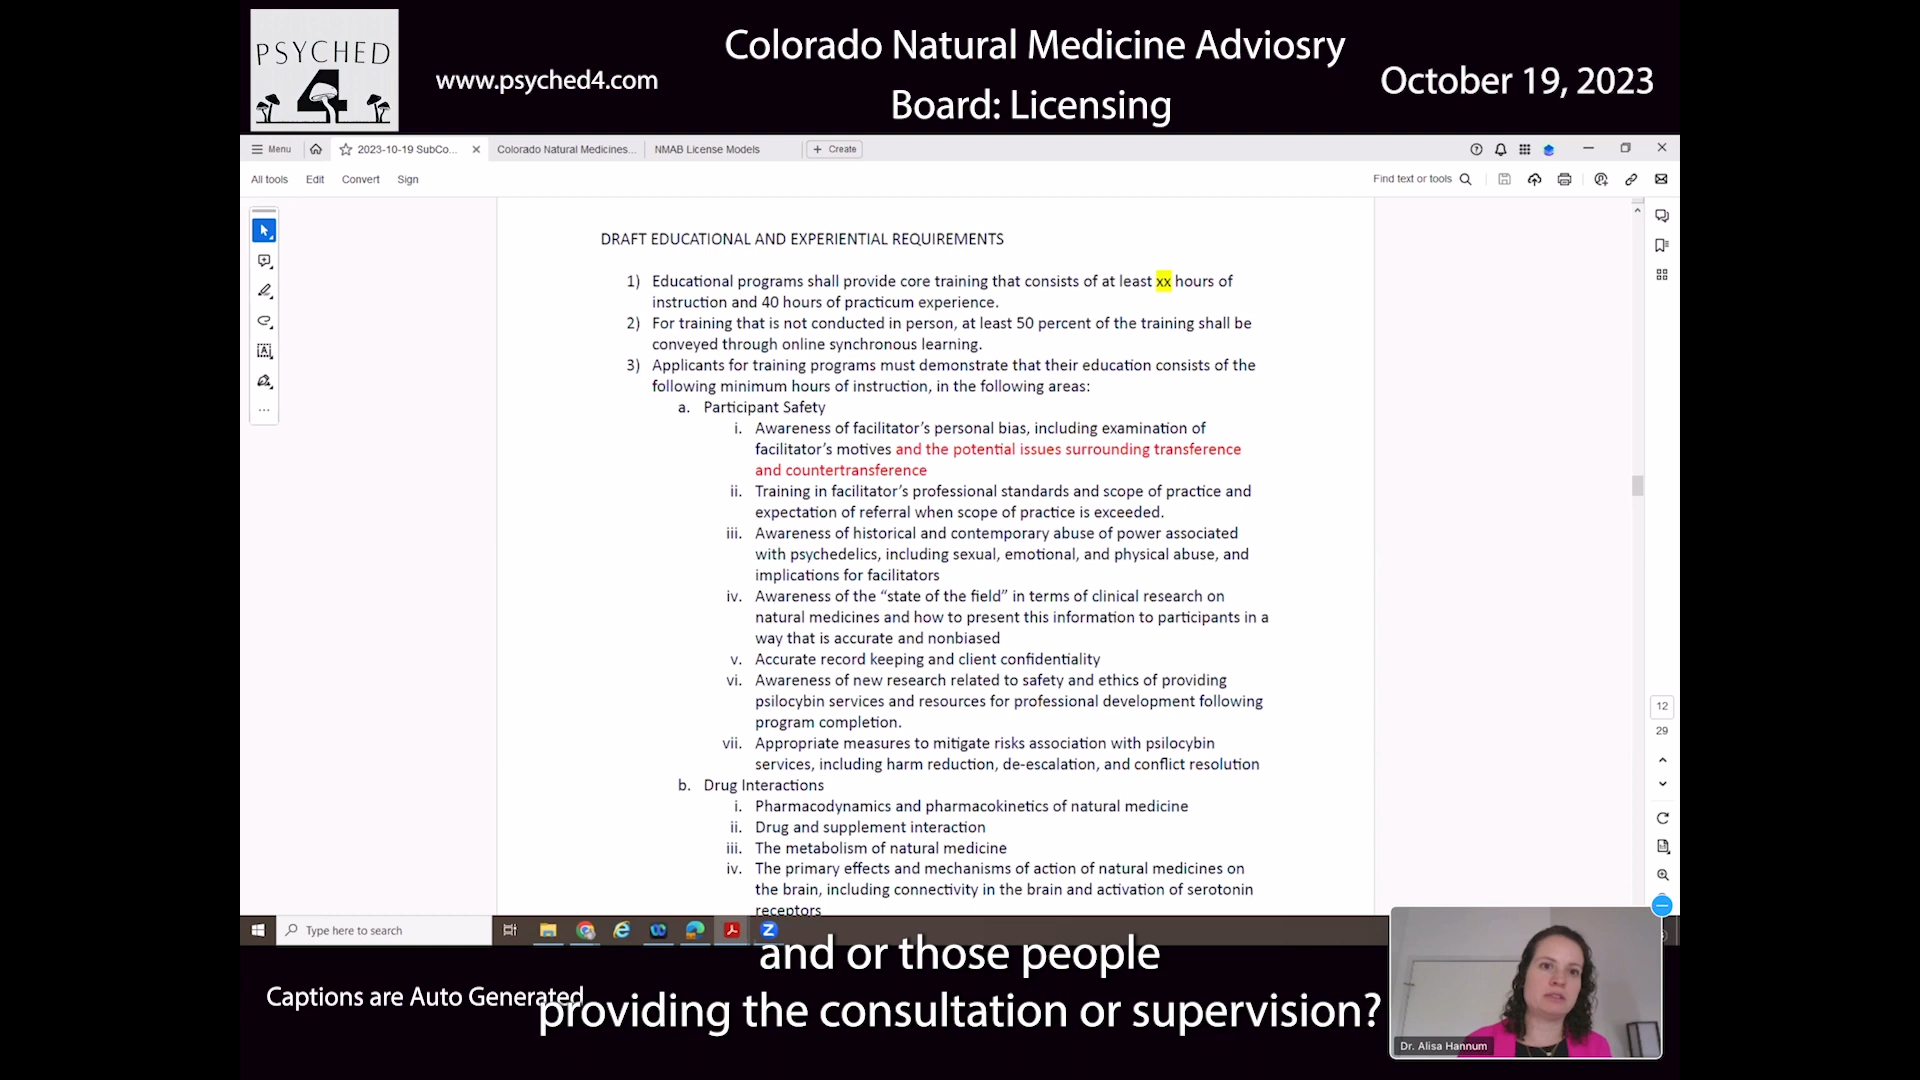 PSYCHED
4
www.psyched4.com
Colorado Natural Medicine Adviosry
Board: Licensing
October 19, 2023
Menu
2023-10-19 SubCo...
Colorado Natural Medicines...
NMAB License Models
+ Create
All tools
Edit
Convert
Sign
Find text or tools
DRAFT EDUCATIONAL AND EXPERIENTIAL REQUIREMENTS
1) Educational programs shall provide core training that consists of at least xx hours of
instruction and 40 hours of practicum experience.
2) For training that is not conducted in person, at least 50 percent of the training shall be
conveyed through online synchronous learning.
3) Applicants for training programs must demonstrate that their education consists of the
following minimum hours of instruction, in the following areas:
a. Participant Safety
i. Awareness of facilitator's personal bias, including examination of
facilitator's motives and the potential issues surrounding transference
and countertransference
ii. Training in facilitator's professional standards and scope of practice and
expectation of referral when scope of practice is exceeded.
iii. Awareness of historical and contemporary abuse of power associated
with psychedelics, including sexual, emotional, and physical abuse, and
implications for facilitators
iv. Awareness of the “state of the field” in terms of clinical research on
natural medicines and how to present this information to participants in a
way that is accurate and nonbiased
v. Accurate record keeping and client confidentiality
vi. Awareness of new research related to safety and ethics of providing
psilocybin services and resources for professional development following
program completion.
vii. Appropriate measures to mitigate risks association with psilocybin
services, including harm reduction, de-escalation, and conflict resolution
b. Drug Interactions
i. Pharmacodynamics and pharmacokinetics of natural medicine
ii. Drug and supplement interaction
iii. The metabolism of natural medicine
iv. The primary effects and mechanisms of action of natural medicines on
the brain, including connectivity in the brain and activation of serotonin
receptors
12
29
Type here to search
and or those people
providing the consultation or supervision?
Captions are Auto Generated
Dr. Alisa Hannum